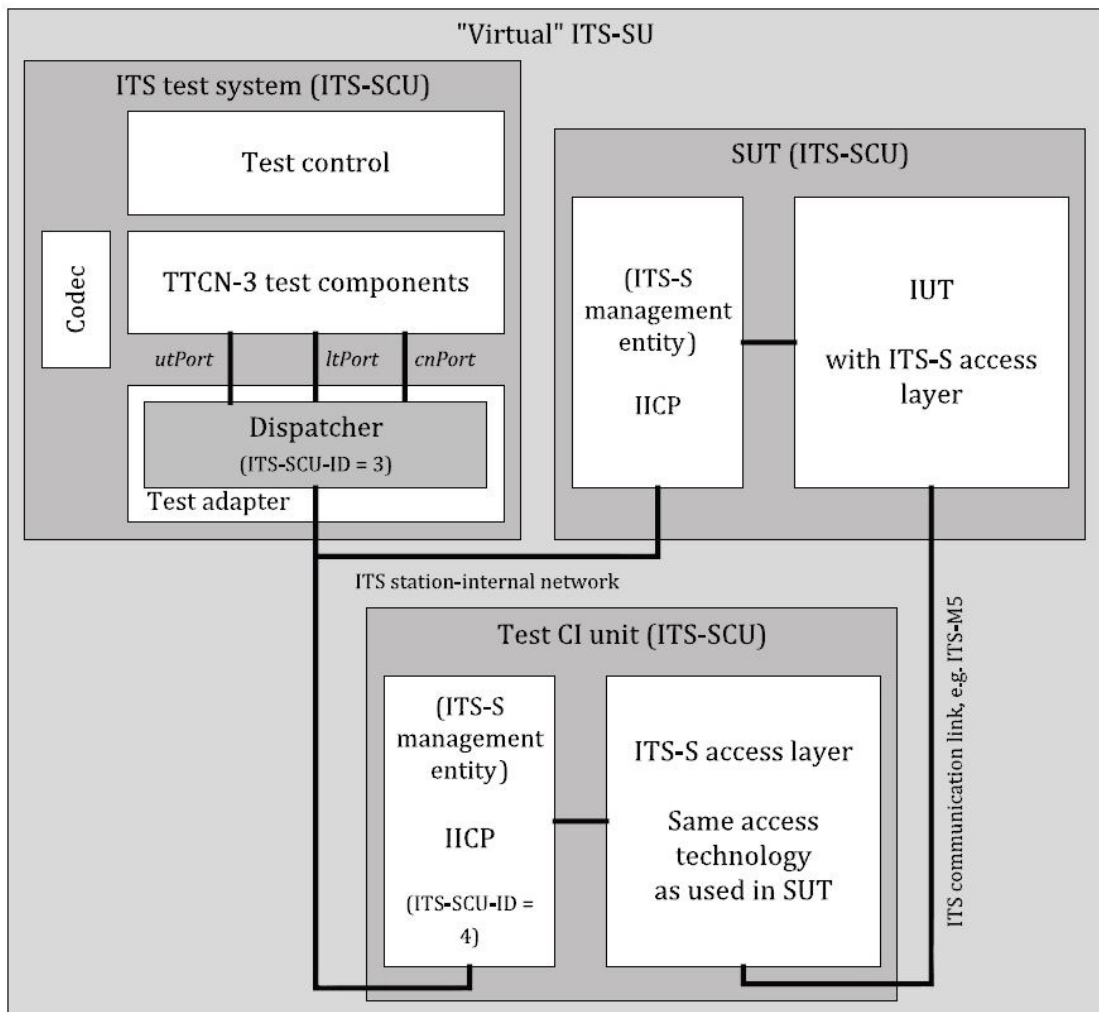 "Virtual" ITS-SU
ITS test system (ITS-SCU)
Test control
Codec
TTCN-3 test components
utPort
ltPort
cnPort
Dispatcher
(ITS-SCU-ID = 3)
Test adapter
SUT (ITS-SCU)
(ITS-S
management
entity)
IICP
IUT
with ITS-S access
layer
ITS station-internal network
ITS communication link, e.g. ITS-M5
Test CI unit (ITS-SCU)
(ITS-S
management
entity)
IICP
(ITS-SCU-ID =
4)
ITS-S access layer
Same access
technology
as used in SUT